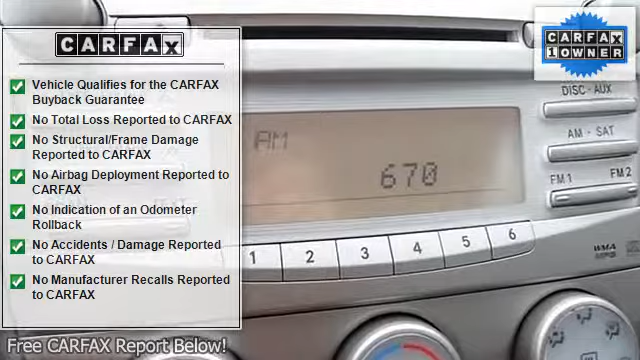 CARFAX
Vehicle Qualifies for the CARFAX
Buyback Guarantee
No Total Loss Reported to CARFAX
No Structural/Frame Damage
Reported to CARFAX
No Airbag Deployment Reported to
CARFAX
No Indication of an Odometer
Rollback
No Accidents / Damage Reported
to CARFAX
No Manufacturer Recalls Reported
to CARFAX
Free CARFAX Report Below!
CARFAX
1 OWNER
DISC - AUX
AM - SAT
FM 1 FM 2
AM
670
1 2 3 4 5 6
WMA